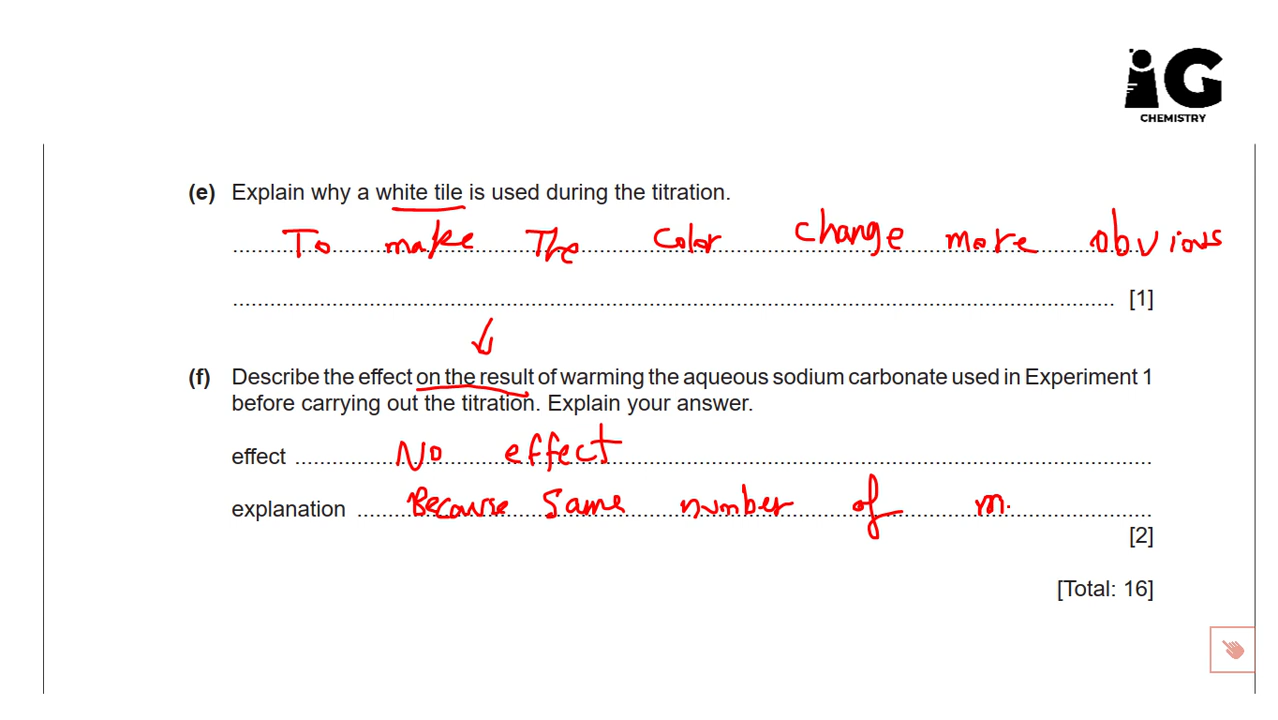 iG
CHEMISTRY
(e) Explain why a white tile is used during the titration.
To make The color change more obvious
[1]
(f) Describe the effect on the result of warming the aqueous sodium carbonate used in Experiment 1
before carrying out the titration. Explain your answer.
effect No effect
explanation Because same number of m
[2]
[Total: 16]